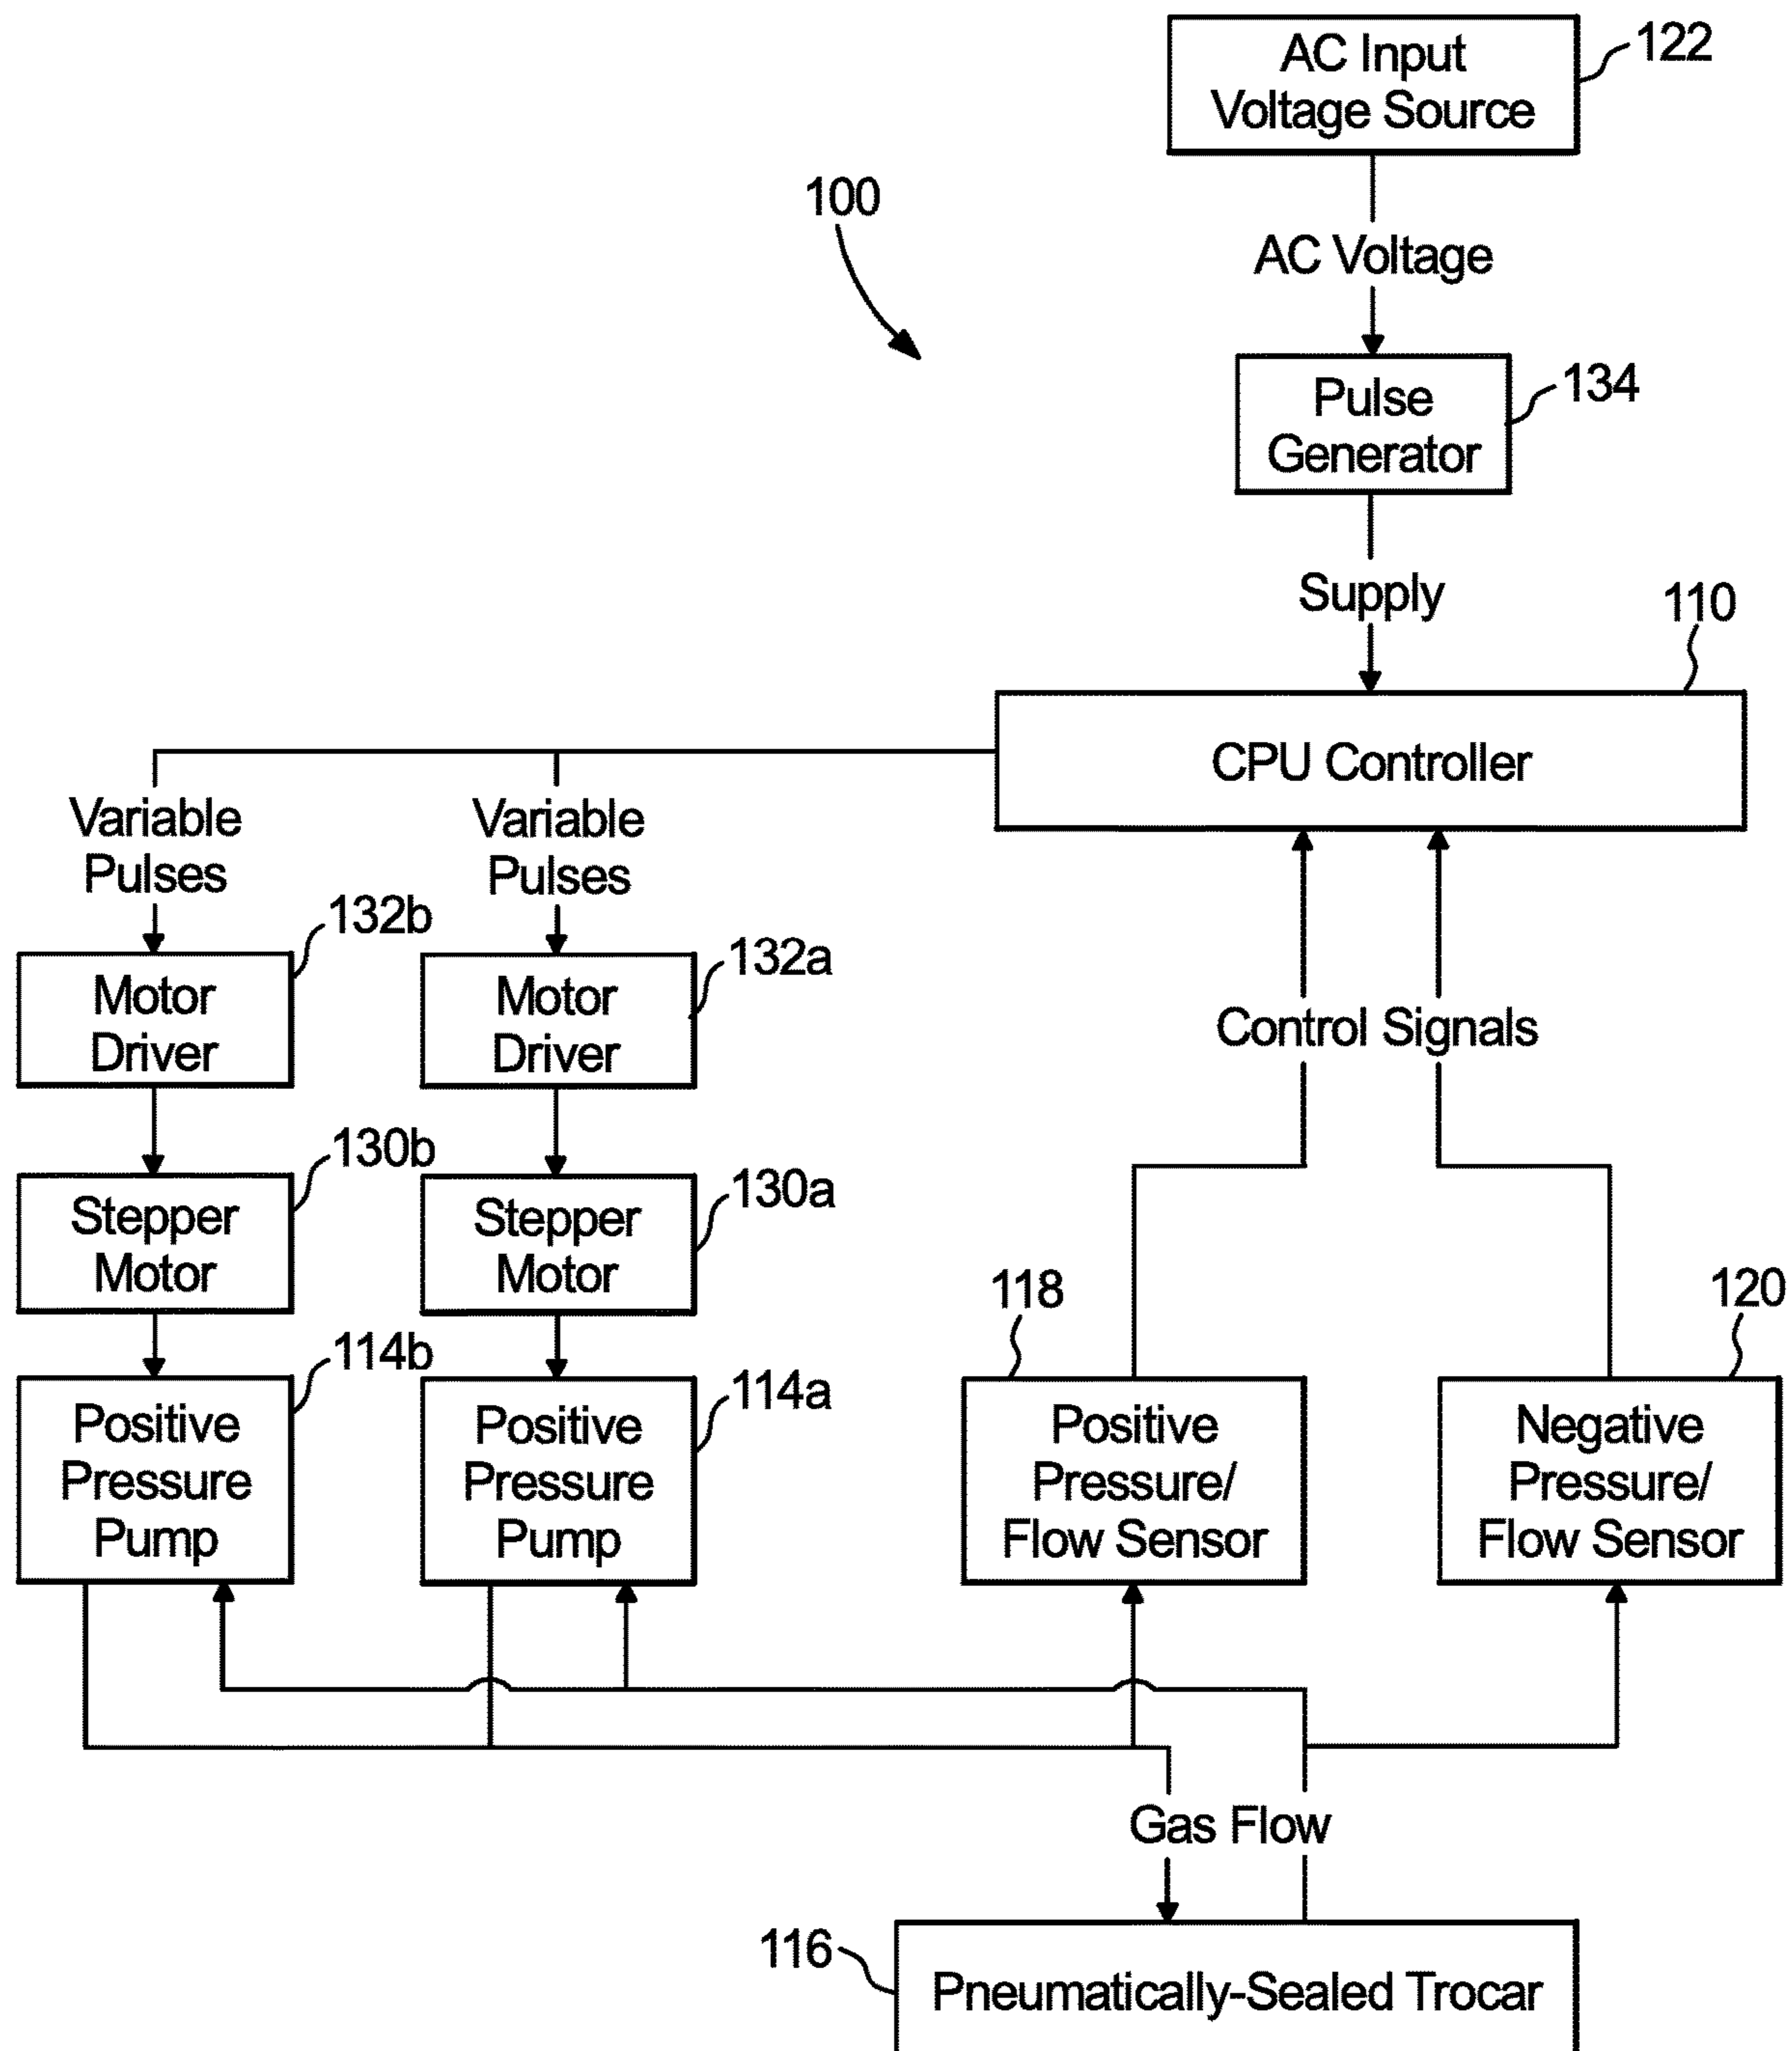 AC Input
Voltage Source
122
100
AC Voltage
Pulse
Generator
134
Supply
110
CPU Controller
Variable
Pulses
Variable
Pulses
132b
132a
Motor
Driver
Motor
Driver
Control Signals
130b
130a
Stepper
Motor
Stepper
Motor
118
120
114b
114a
Positive
Pressure
Pump
Positive
Pressure
Pump
Positive
Pressure/
Flow Sensor
Negative
Pressure/
Flow Sensor
Gas Flow
116
Pneumatically-Sealed Trocar